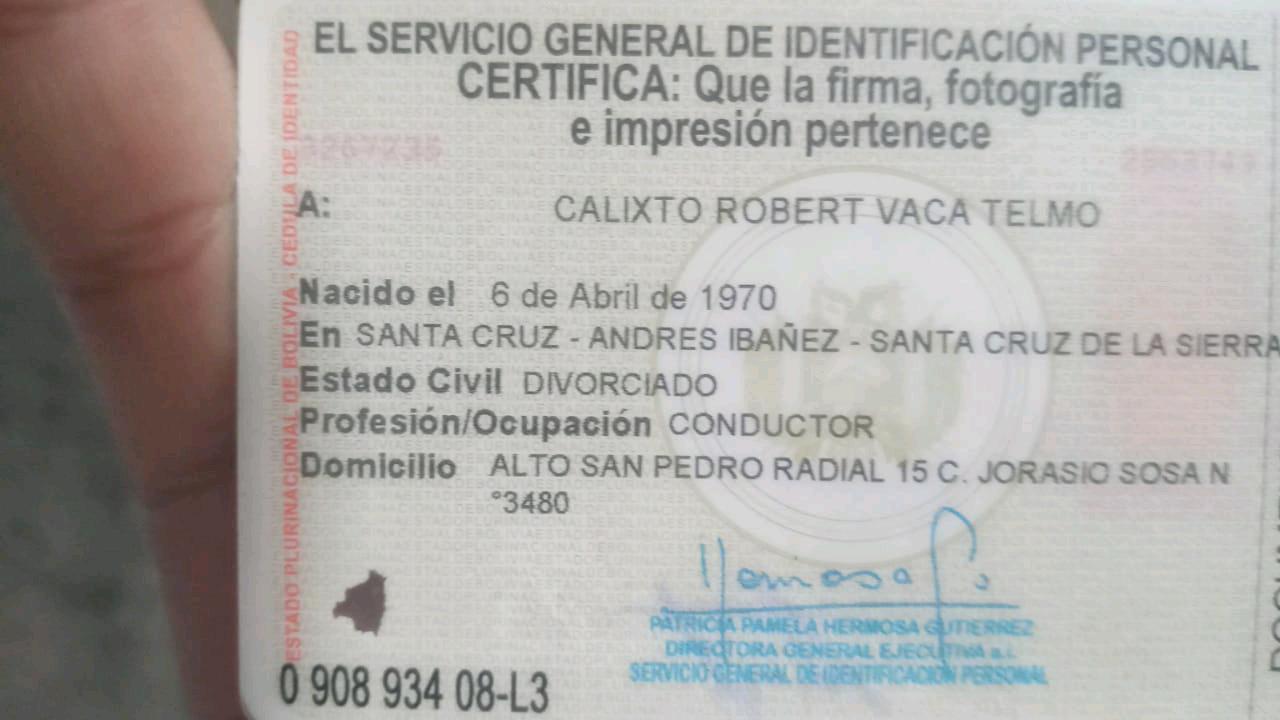 EL SERVICIO GENERAL DE IDENTIFICACIÓN PERSONAL
CERTIFICA: Que la firma, fotografía
e impresión pertenece
A: CALIXTO ROBERT VACA TELMO
Nacido el 6 de Abril de 1970
En SANTA CRUZ - ANDRES IBAÑEZ - SANTA CRUZ DE LA SIERRA
Estado Civil DIVORCIADO
Profesión/Ocupación CONDUCTOR
Domicilio ALTO SAN PEDRO RADIAL 15 C. JORASIO SOSA N
°3480
PATRICIA PAMELA HERMOSA GUTIERREZ
DIRECTORA GENERAL EJECUTIVA a.i.
SERVICIO GENERAL DE IDENTIFICACIÓN PERSONAL
0 908 934 08-L3
ESTADO PLURINACIONAL DE BOLIVIA - CEDULA DE IDENTIDAD